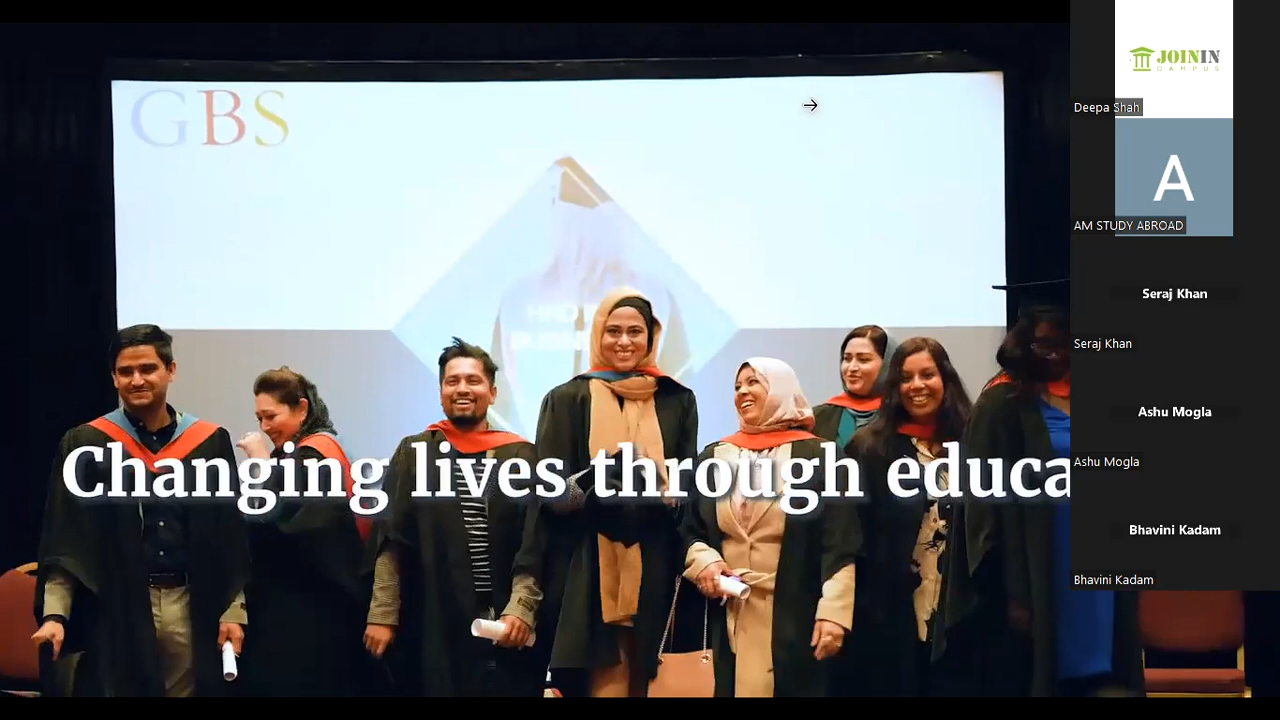 GBS
Changing lives through educa
JOININ
CAMPUS
Deepa Shah
A
AM STUDY ABROAD
Seraj Khan
Seraj Khan
Ashu Mogla
Ashu Mogla
Bhavini Kadam
Bhavini Kadam